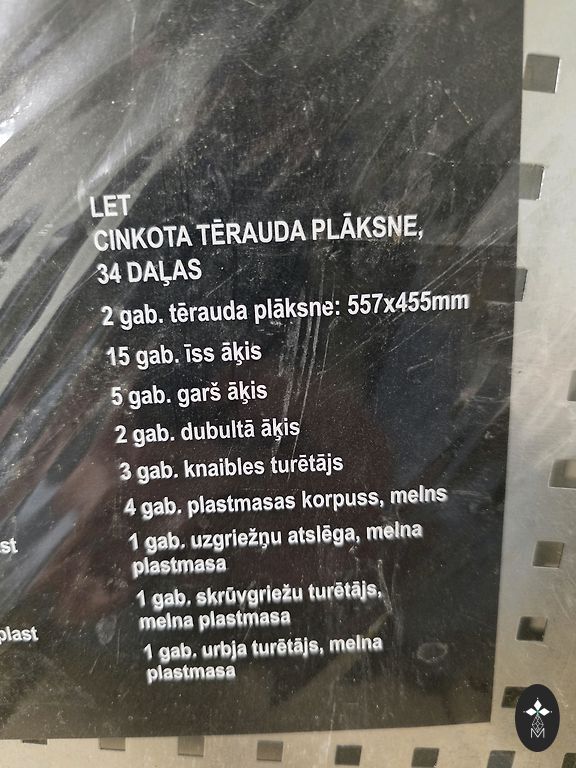 LET
CINKOTA TĒRAUDA PLĀKSNE,
34 DAĻAS
2 gab. tērauda plāksne: 557x455mm
15 gab. īss āķis
5 gab. garš āķis
2 gab. dubultā āķis
3 gab. knaibles turētājs
4 gab. plastmasas korpuss, melns
1 gab. uzgriežņu atslēga, melna
plastmasa
1 gab. skrūvgriežu turētājs,
melna plastmasa
1 gab. urbja turētājs, melna
plastmasa
st
plast